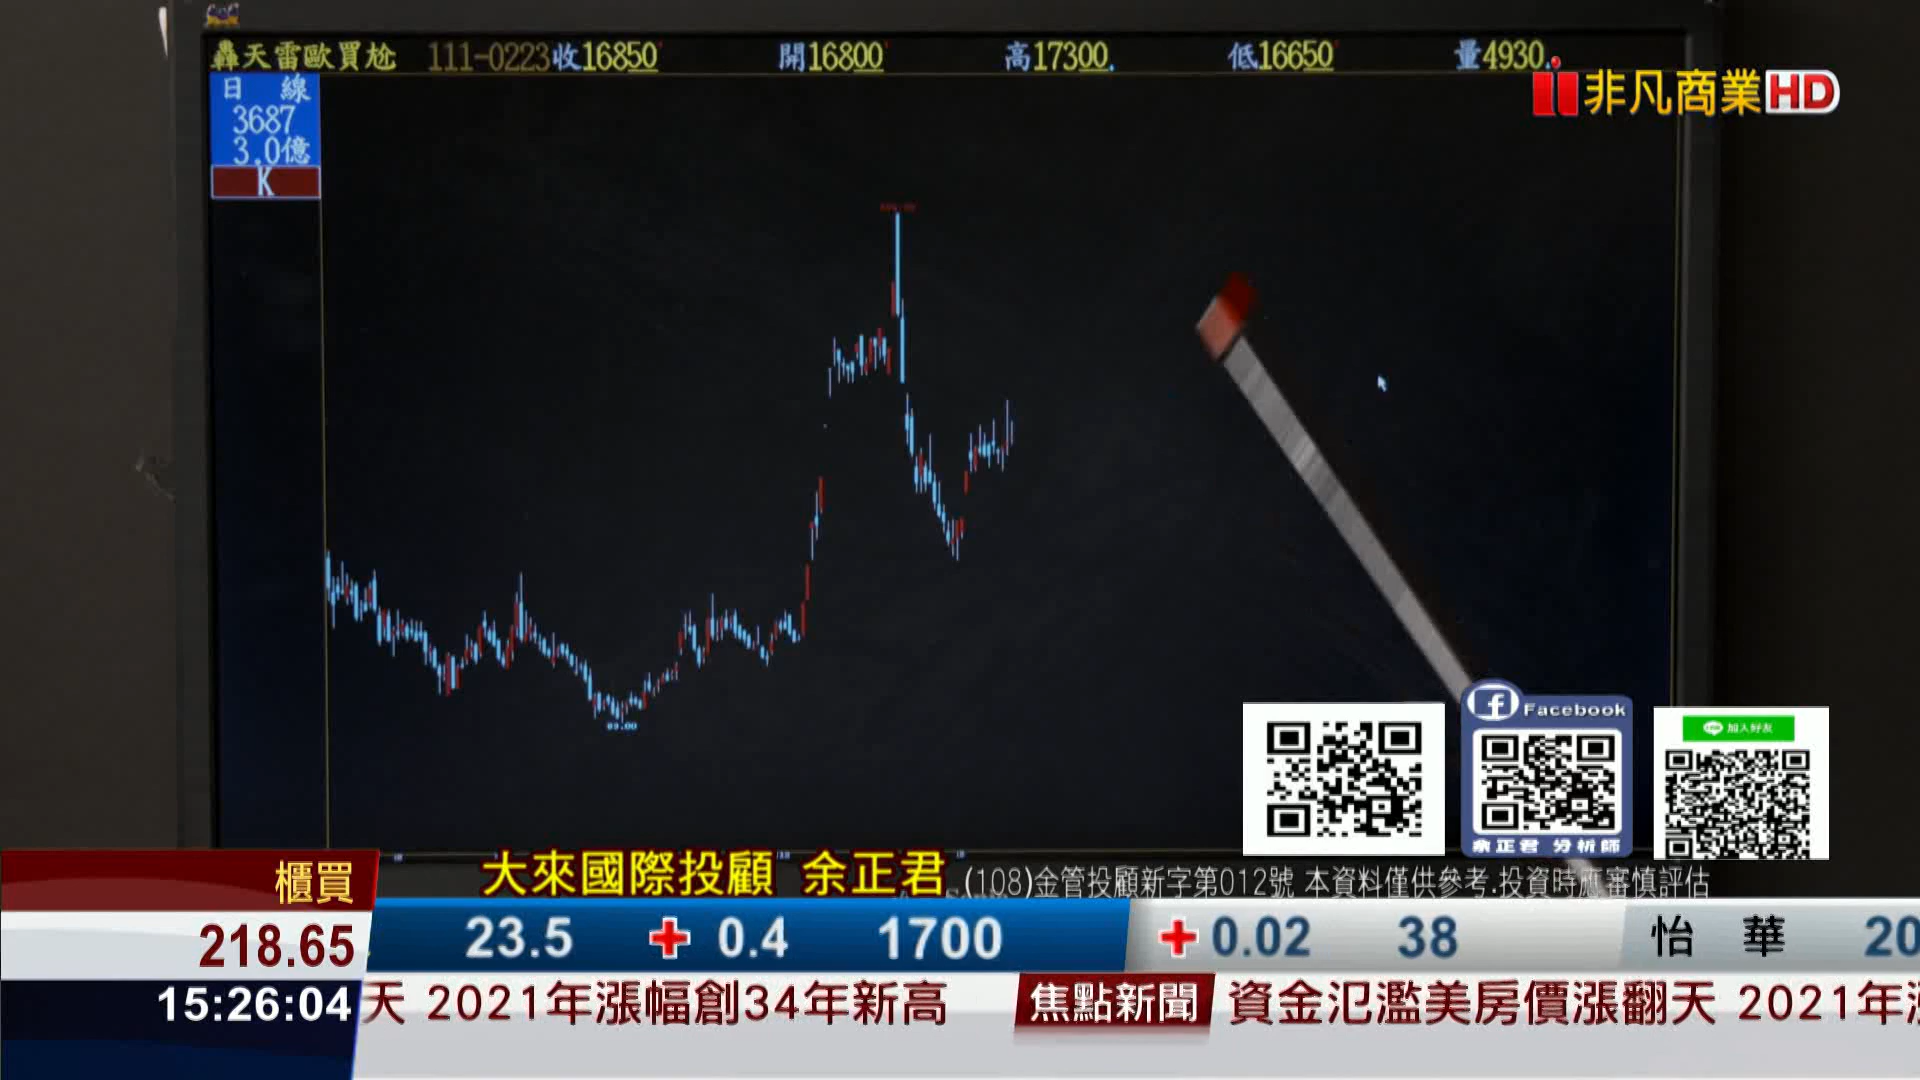 轟天雷歐買尬 111-0223收16850 開16800 高17300 低16650 量4930
非凡商業HD
日 線
3687
3.0億
K
Facebook
加入好友
余正君 分析師
櫃買
大來國際投顧 余正君
(108)金管投顧新字第012號 本資料僅供參考.投資時應審慎評估
218.65
23.5 + 0.4 1700 + 0.02 38 怡 華 20
15:26:04
天 2021年漲幅創34年新高 焦點新聞 資金氾濫美房價漲翻天 2021年